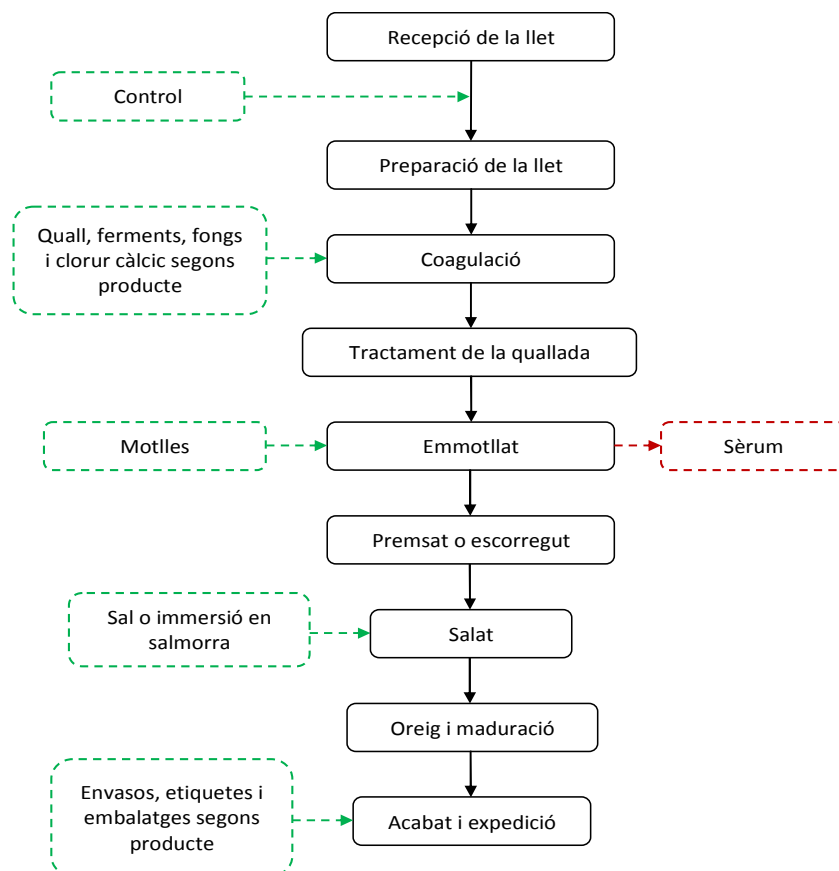 Recepció de la llet
Control
Preparació de la llet
Quall, ferments, fongs
i clorur càlcic segons
producte
Coagulació
Tractament de la quallada
Motlles
Emmotllat
Sèrum
Premsat o escorregut
Sal o immersió en
salmorra
Salat
Oreig i maduració
Envasos, etiquetes i
embalatges segons
producte
Acabat i expedició